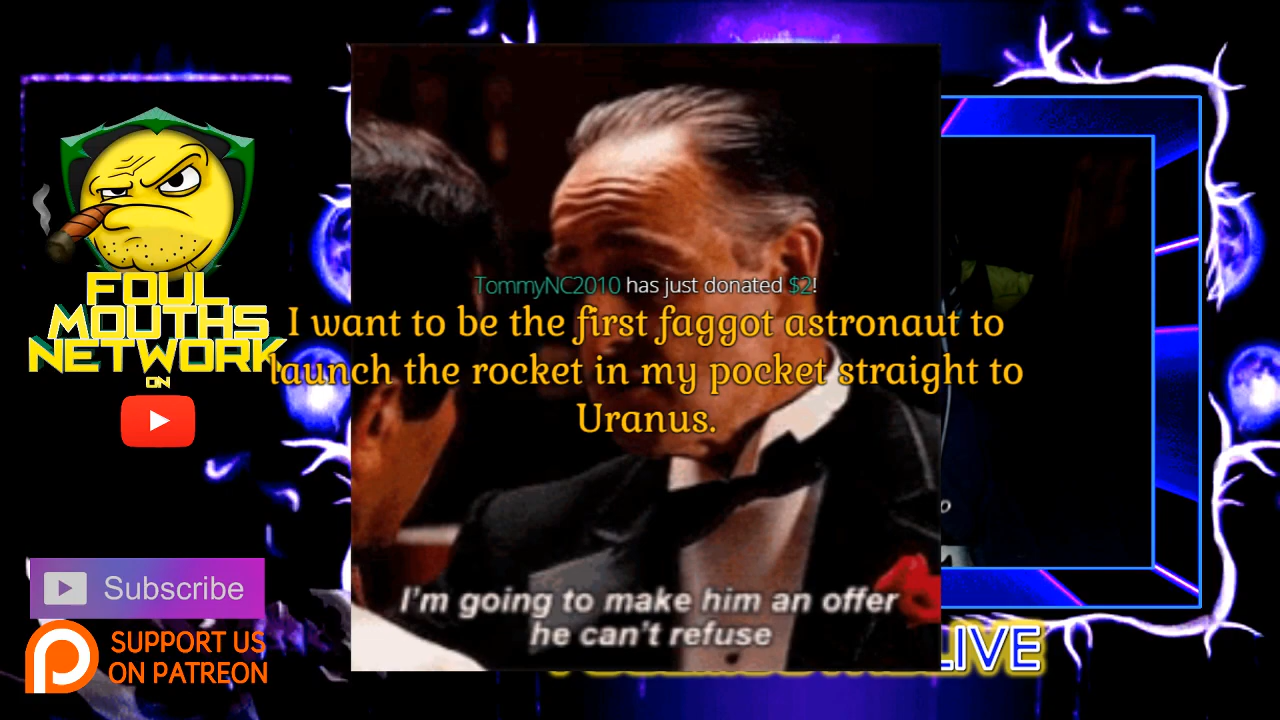 FOUL
MOUTHS
NETWORK
ON
TommyNC2010 has just donated $2!
I want to be the first faggot astronaut to
launch the rocket in my pocket straight to
Uranus.
I'm going to make him an offer
he can't refuse
Subscribe
SUPPORT US
ON PATREON
LIVE